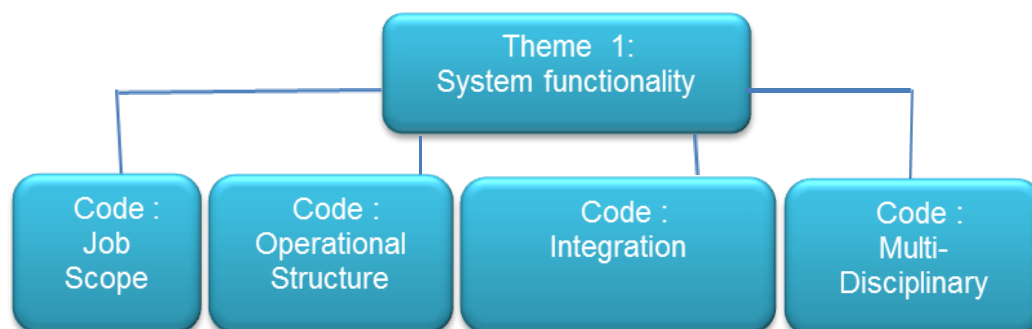 Theme 1:
System functionality
Code :
Job
Scope
Code :
Operational
Structure
Code :
Integration
Code :
Multi-
Disciplinary